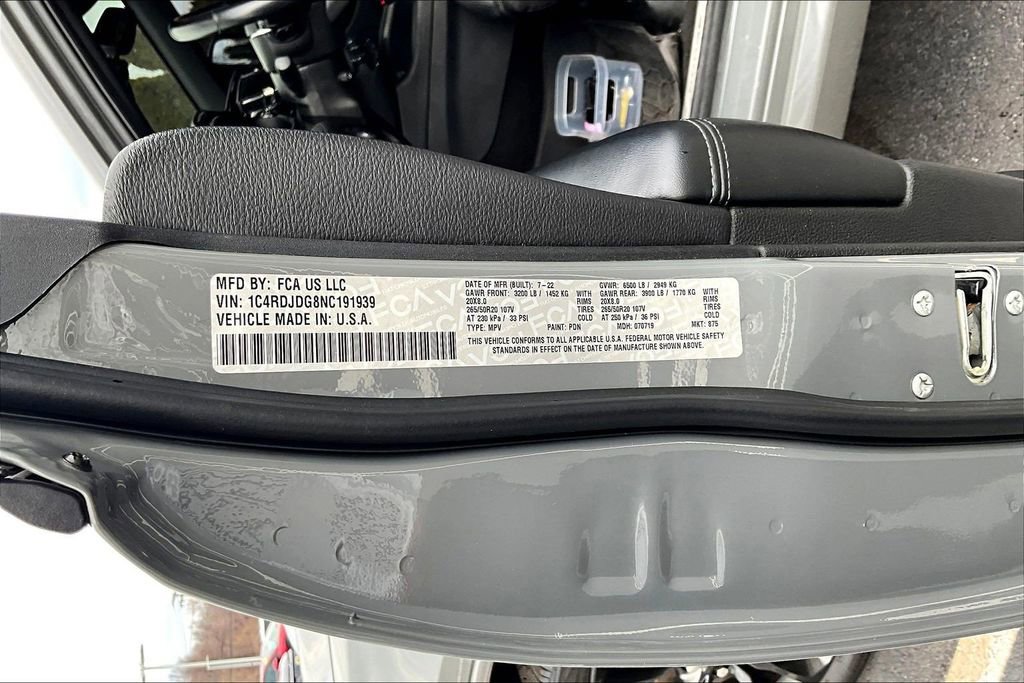 MFD BY: FCA US LLC
VIN: 1C4RDJDG8NC191939
VEHICLE MADE IN: U.S.A.
DATE OF MFR (BUILT): 7-22 GVWR: 6500 LB / 2949 KG
GAWR FRONT: 3200 LB / 1452 KG WITH GAWR REAR: 3900 LB / 1770 KG WITH
20X8.0 RIMS 20X8.0 RIMS
265/50R20 107V TIRES 265/50R20 107V TIRES
AT 230 kPa / 33 PSI COLD AT 250 kPa / 36 PSI COLD
TYPE: MPV PAINT: PDN MDH: 070719 MKT: 875
THIS VEHICLE CONFORMS TO ALL APPLICABLE U.S.A. FEDERAL MOTOR VEHICLE SAFETY
STANDARDS IN EFFECT ON THE DATE OF MANUFACTURE SHOWN ABOVE.